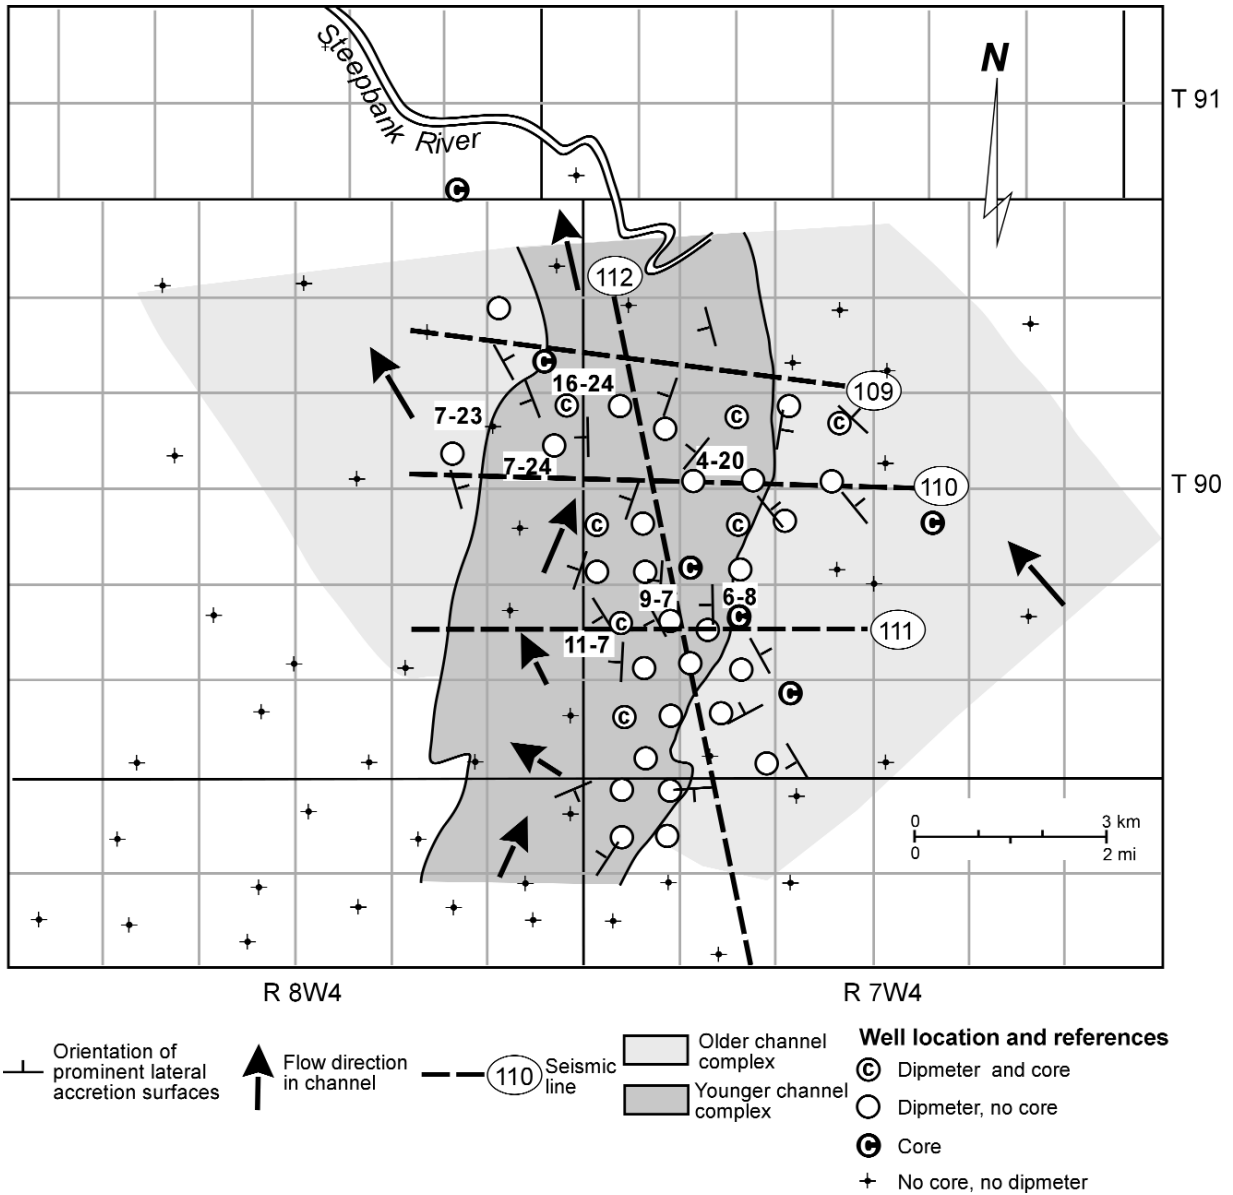 Steepbank
River
N
T 91
C
112
C
16-24
C
109
7-23
C
C
7-24
4-20
110
T 90
C
C
C
C
9-7
6-8
C
C
111
11-7
C
C
0
3 km
0
2 mi
R 8W4
R 7W4
Orientation of
prominent lateral
accretion surfaces
Flow direction
in channel
110
Seismic
line
Older channel
complex
Younger channel
complex
Well location and references
C Dipmeter and core
Dipmeter, no core
C Core
No core, no dipmeter